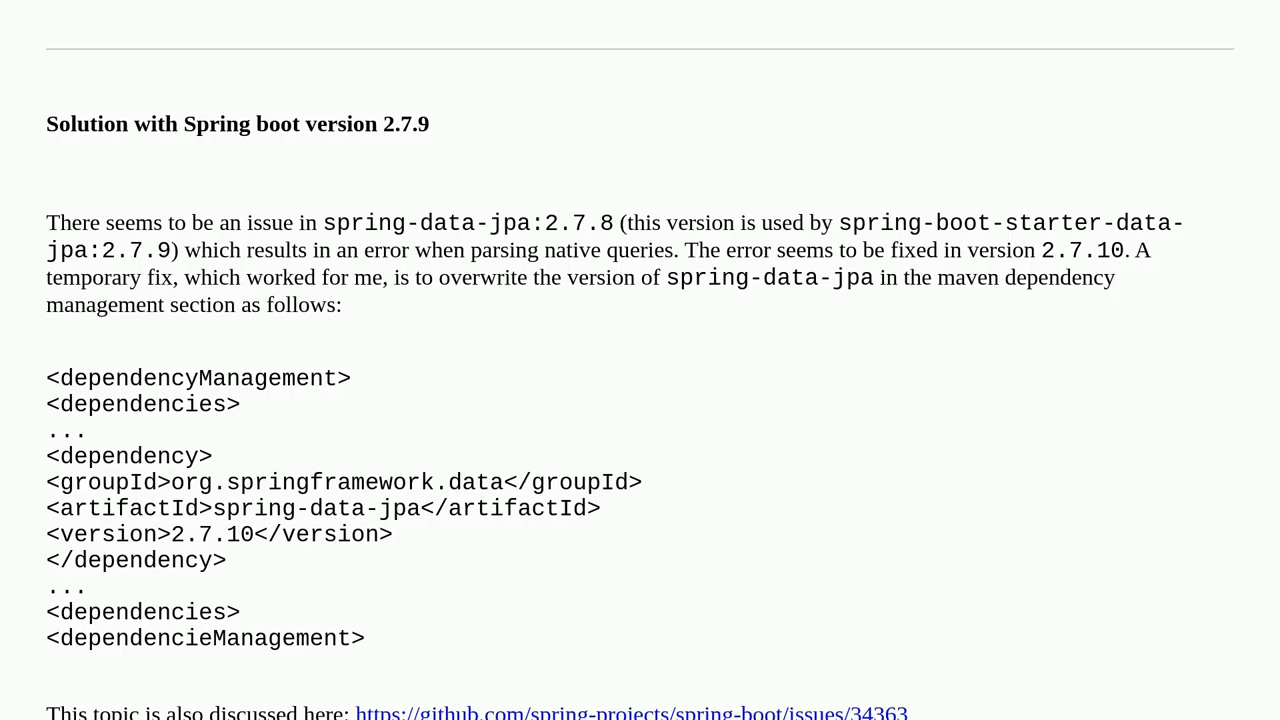 Solution with Spring boot version 2.7.9
There seems to be an issue in spring-data-jpa:2.7.8 (this version is used by spring-boot-starter-data-
jpa:2.7.9) which results in an error when parsing native queries. The error seems to be fixed in version 2.7.10. A
temporary fix, which worked for me, is to overwrite the version of spring-data-jpa in the maven dependency
management section as follows:
<dependencyManagement>
<dependencies>
...
<dependency>
<groupId>org.springframework.data</groupId>
<artifactId>spring-data-jpa</artifactId>
<version>2.7.10</version>
</dependency>
...
<dependencies>
<dependencieManagement>
This topic is also discussed here: https://github.com/spring-projects/spring-boot/issues/34363